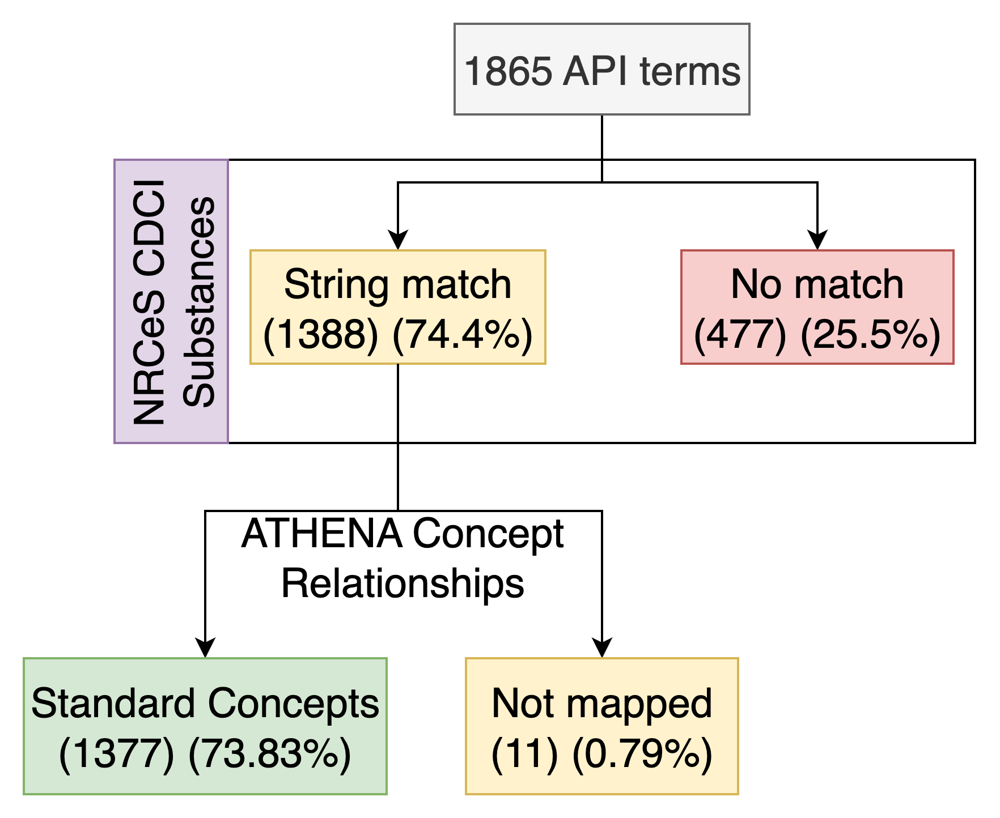 1865 API terms
NRCeS CDCI
Substances
String match
(1388) (74.4%)
No match
(477) (25.5%)
ATHENA Concept
Relationships
Standard Concepts
(1377) (73.83%)
Not mapped
(11) (0.79%)